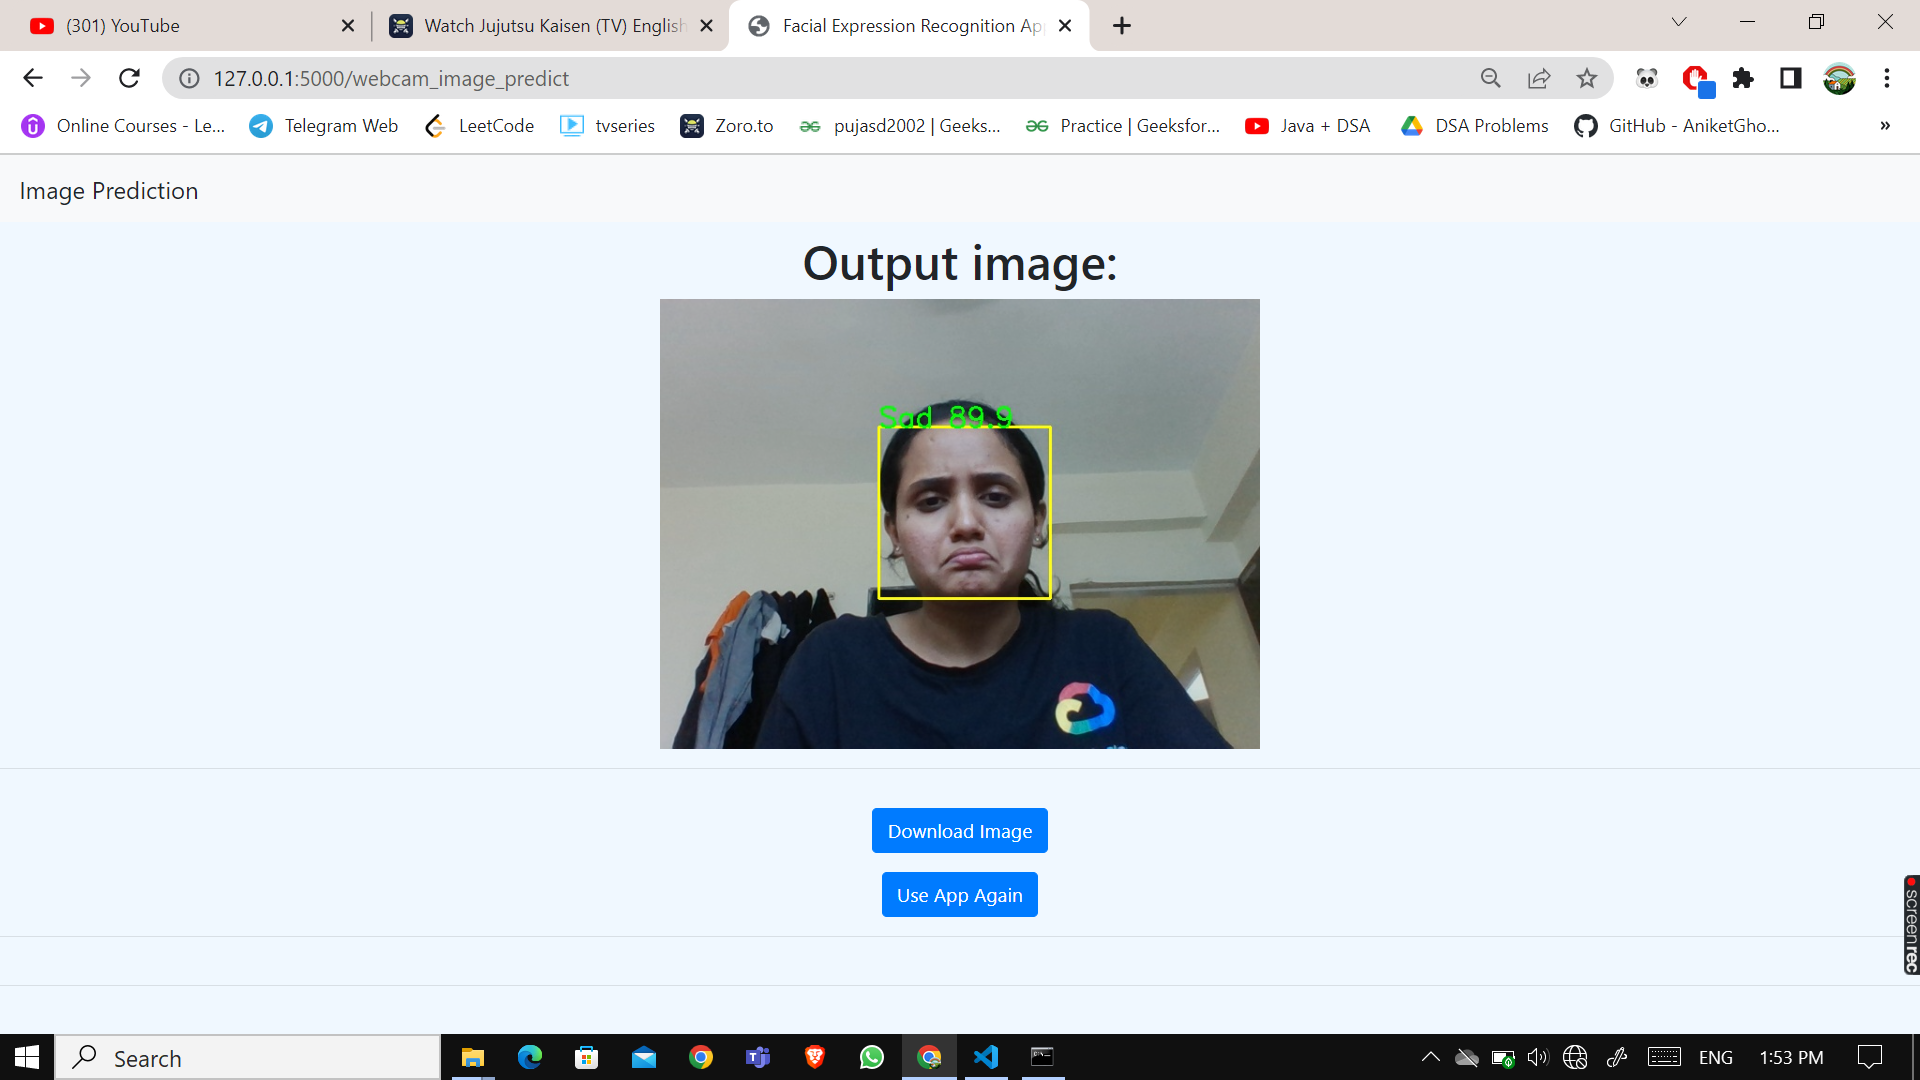 (301) YouTube
Watch Jujutsu Kaisen (TV) English
Facial Expression Recognition Ap
127.0.0.1:5000/webcam_image_predict
Online Courses - Le...
Telegram Web
LeetCode
tvseries
Zoro.to
pujasd2002 | Geeks...
Practice | Geeksfor...
Java + DSA
DSA Problems
GitHub - AniketGho...
»
Image Prediction
Output image:
Sad 89.9
Download Image
Use App Again
screenrec
Search
ENG
1:53 PM